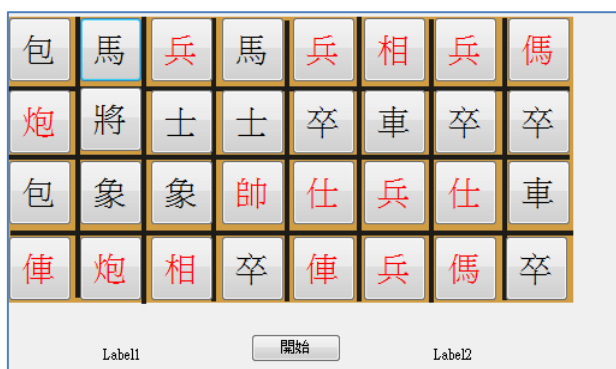 包 馬 兵 馬 兵 相 兵 傌
炮 將 士 士 卒 車 卒 卒
包 象 象 帥 仕 兵 仕 車
俥 炮 相 卒 俥 兵 傌 卒
Label1 開始 Label2